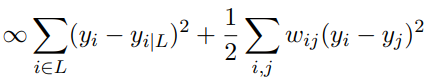 ∞ ∑_{i∈L} (y_i − y_{i|L})² + 1/2 ∑_{i,j} w_{ij}(y_i − y_j)²